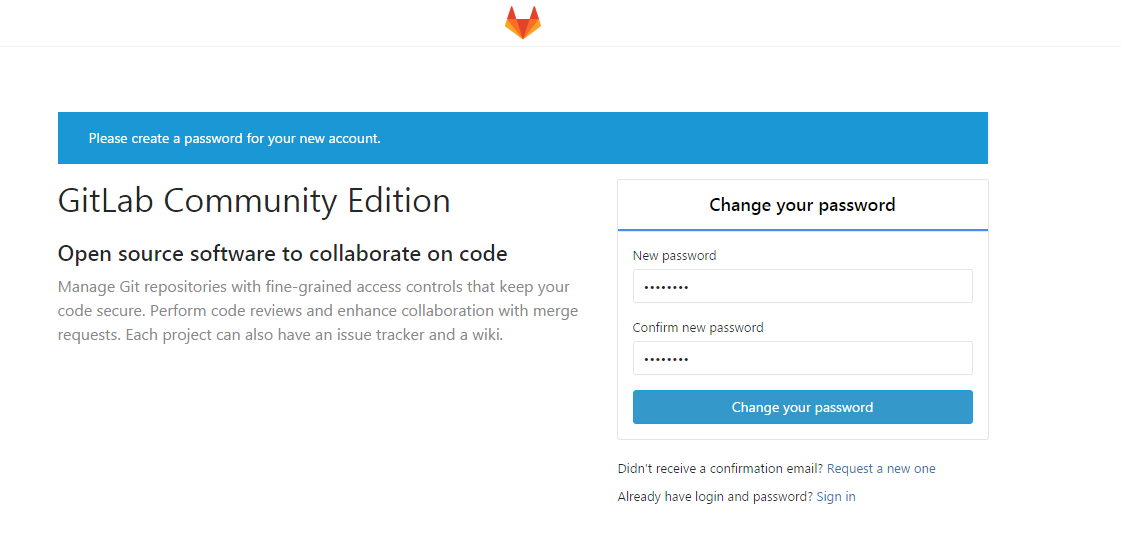 Please create a password for your new account.
GitLab Community Edition
Open source software to collaborate on code
Manage Git repositories with fine-grained access controls that keep your
code secure. Perform code reviews and enhance collaboration with merge
requests. Each project can also have an issue tracker and a wiki.
Change your password
New password
••••••••
Confirm new password
••••••••
Change your password
Didn't receive a confirmation email? Request a new one
Already have login and password? Sign in